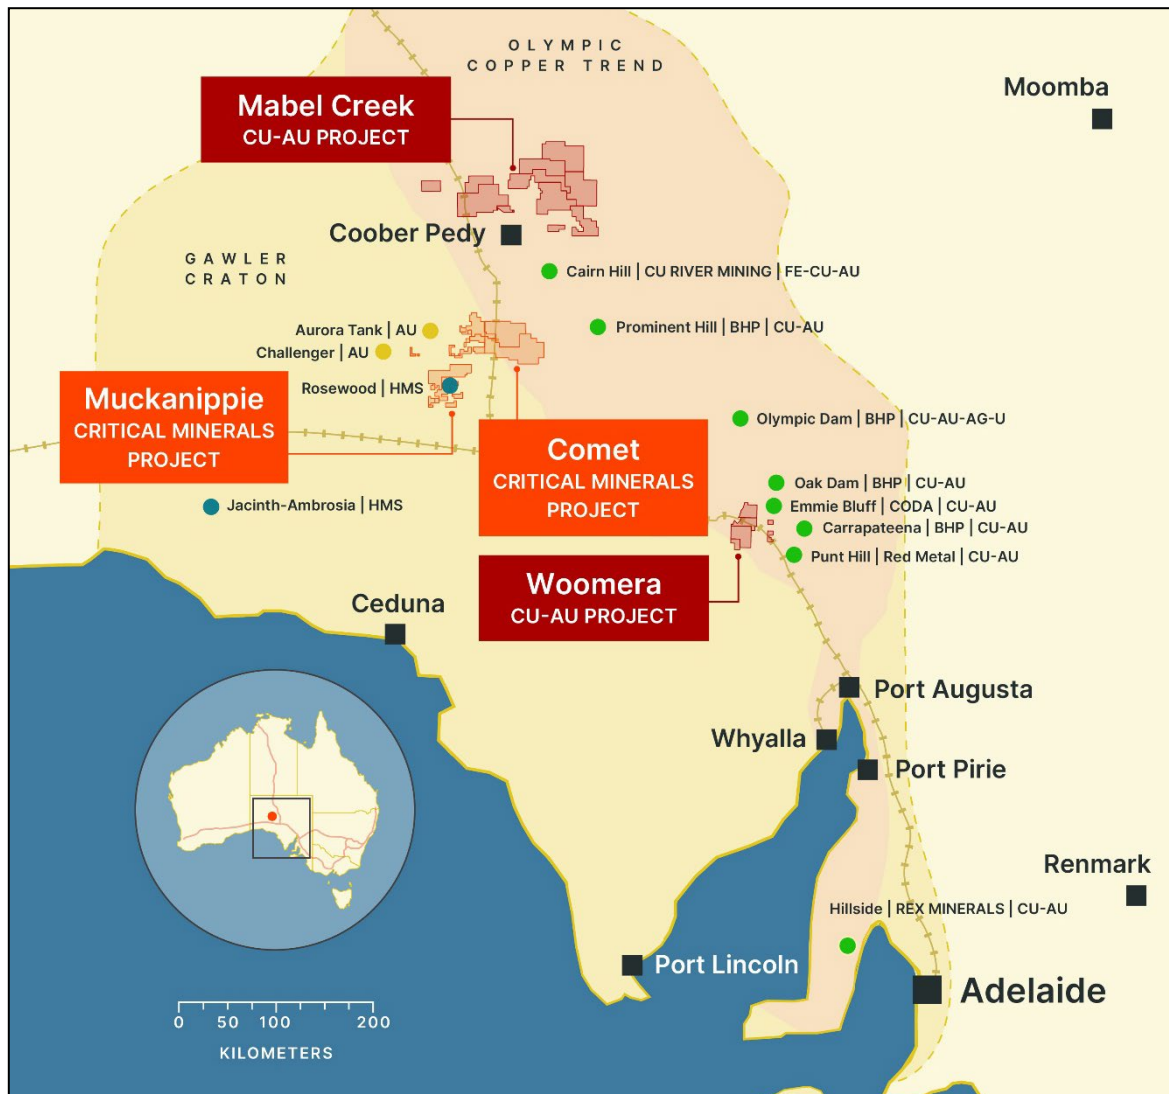 OLYMPIC
COPPER TREND
Moomba
Mabel Creek
CU-AU PROJECT
Coober Pedy
GAWLER
CRATON
Cairn Hill | CU RIVER MINING | FE-CU-AU
Aurora Tank | AU
Prominent Hill | BHP | CU-AU
Challenger | AU
Rosewood | HMS
Muckanippie
CRITICAL MINERALS
PROJECT
Olympic Dam | BHP | CU-AU-AG-U
Comet
CRITICAL MINERALS
PROJECT
Oak Dam | BHP | CU-AU
Jacinth-Ambrosia | HMS
Emmie Bluff | CODA | CU-AU
Carrapateena | BHP | CU-AU
Punt Hill | Red Metal | CU-AU
Woomera
CU-AU PROJECT
Ceduna
Port Augusta
Whyalla
Port Pirie
Renmark
Hillside | REX MINERALS | CU-AU
Port Lincoln
Adelaide
0 50 100 200
KILOMETERS